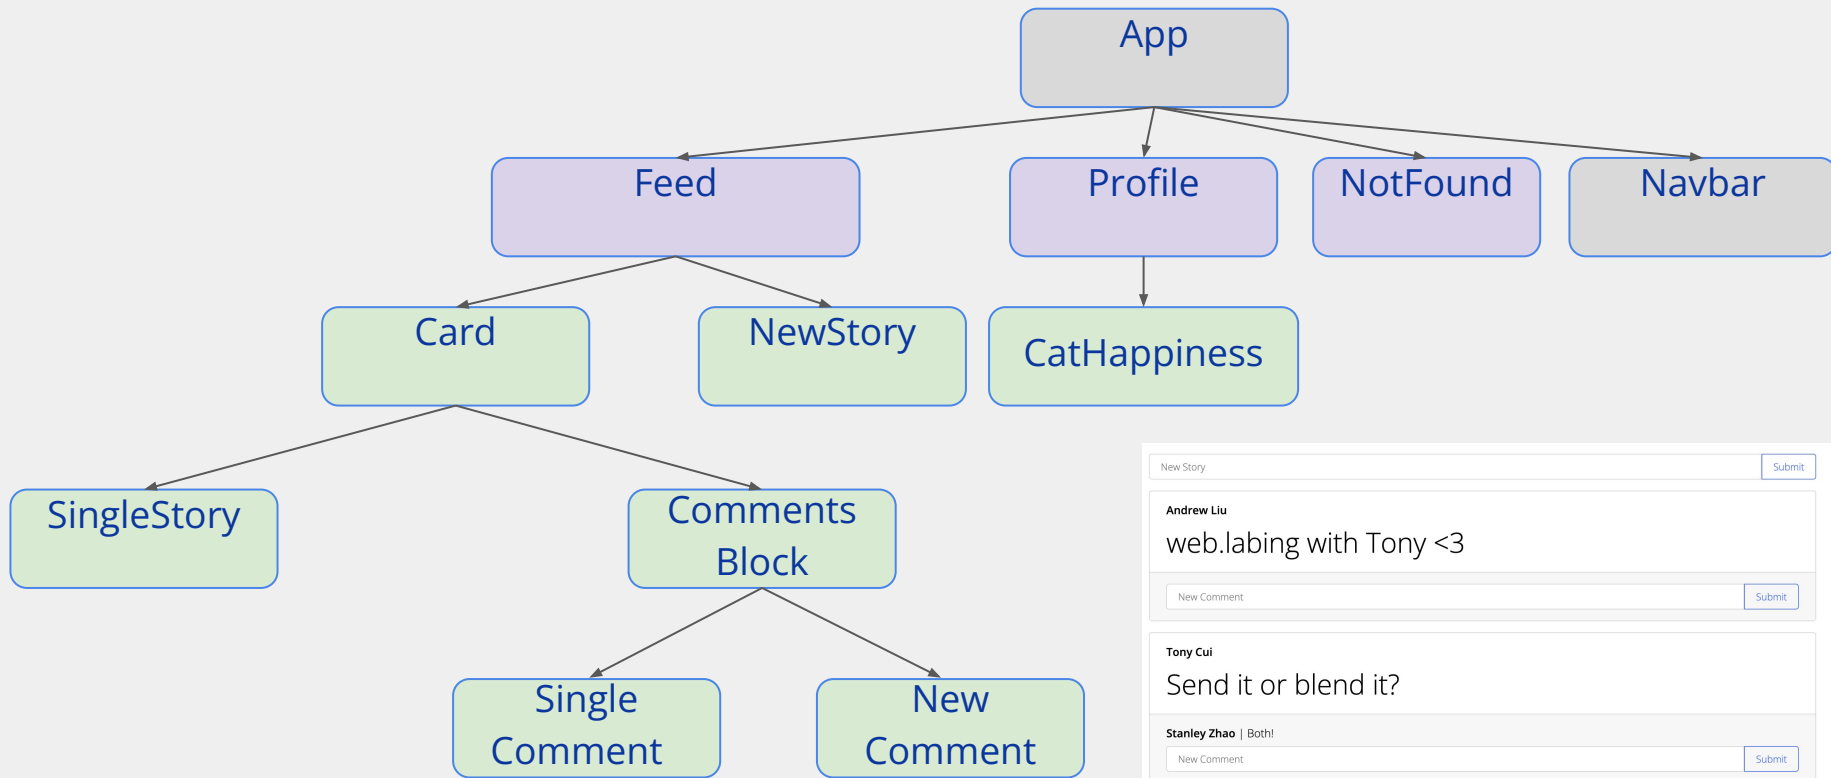 App
Feed
Profile
NotFound
Navbar
Card
NewStory
CatHappiness
SingleStory
Comments
Block
Single
Comment
New
Comment
New Story
Submit
Andrew Liu
web.labing with Tony <3
New Comment
Submit
Tony Cui
Send it or blend it?
Stanley Zhao | Both!
New Comment
Submit